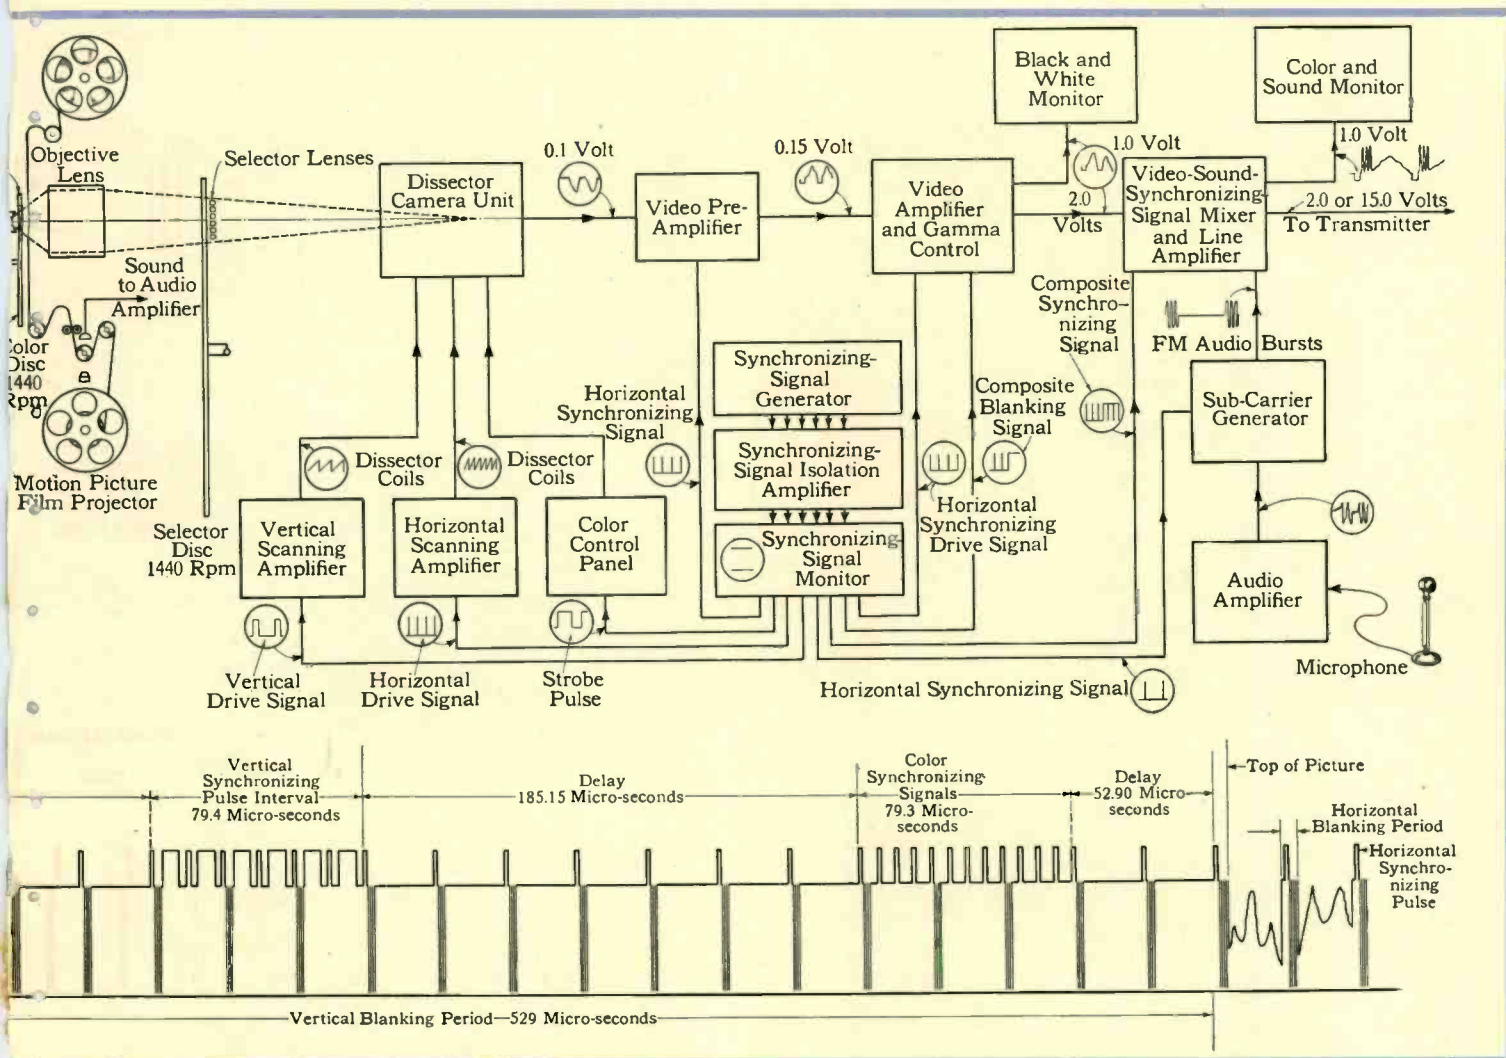 Black and
White
Monitor
Color and
Sound Monitor
Objective
Lens
Selector Lenses
Dissector
Camera Unit
0.1 Volt
Video Pre-
Amplifier
0.15 Volt
Video
Amplifier
and Gamma
Control
1.0 Volt
2.0
Volts
Video-Sound-
Synchronizing-
Signal Mixer
and Line
Amplifier
1.0 Volt
2.0 or 15.0 Volts
To Transmitter
Sound
to Audio
Amplifier
Disc
1440
Rpm
Motion Picture
Film Projector
Selector
Disc
1440 Rpm
Dissector
Coils
Dissector
Coils
Horizontal
Synchronizing
Signal
Synchronizing-
Signal
Generator
Synchronizing-
Signal Isolation
Amplifier
Synchronizing-
Signal
Monitor
Composite
Blanking
Signal
Horizontal
Synchronizing
Drive Signal
Composite
Synchro-
nizing
Signal
FM Audio Bursts
Sub-Carrier
Generator
Audio
Amplifier
Microphone
Vertical
Scanning
Amplifier
Horizontal
Scanning
Amplifier
Color
Control
Panel
Vertical
Drive Signal
Horizontal
Drive Signal
Strobe
Pulse
Horizontal Synchronizing Signal
Vertical
Synchronizing
Pulse Interval
79.4 Micro-seconds
Delay
185.15 Micro-seconds
Color
Synchronizing
Signals
79.3 Micro-
seconds
Delay
52.90 Micro-
seconds
Top of Picture
Horizontal
Blanking Period
Horizontal
Synchro-
nizing
Pulse
Vertical Blanking Period—529 Micro-seconds